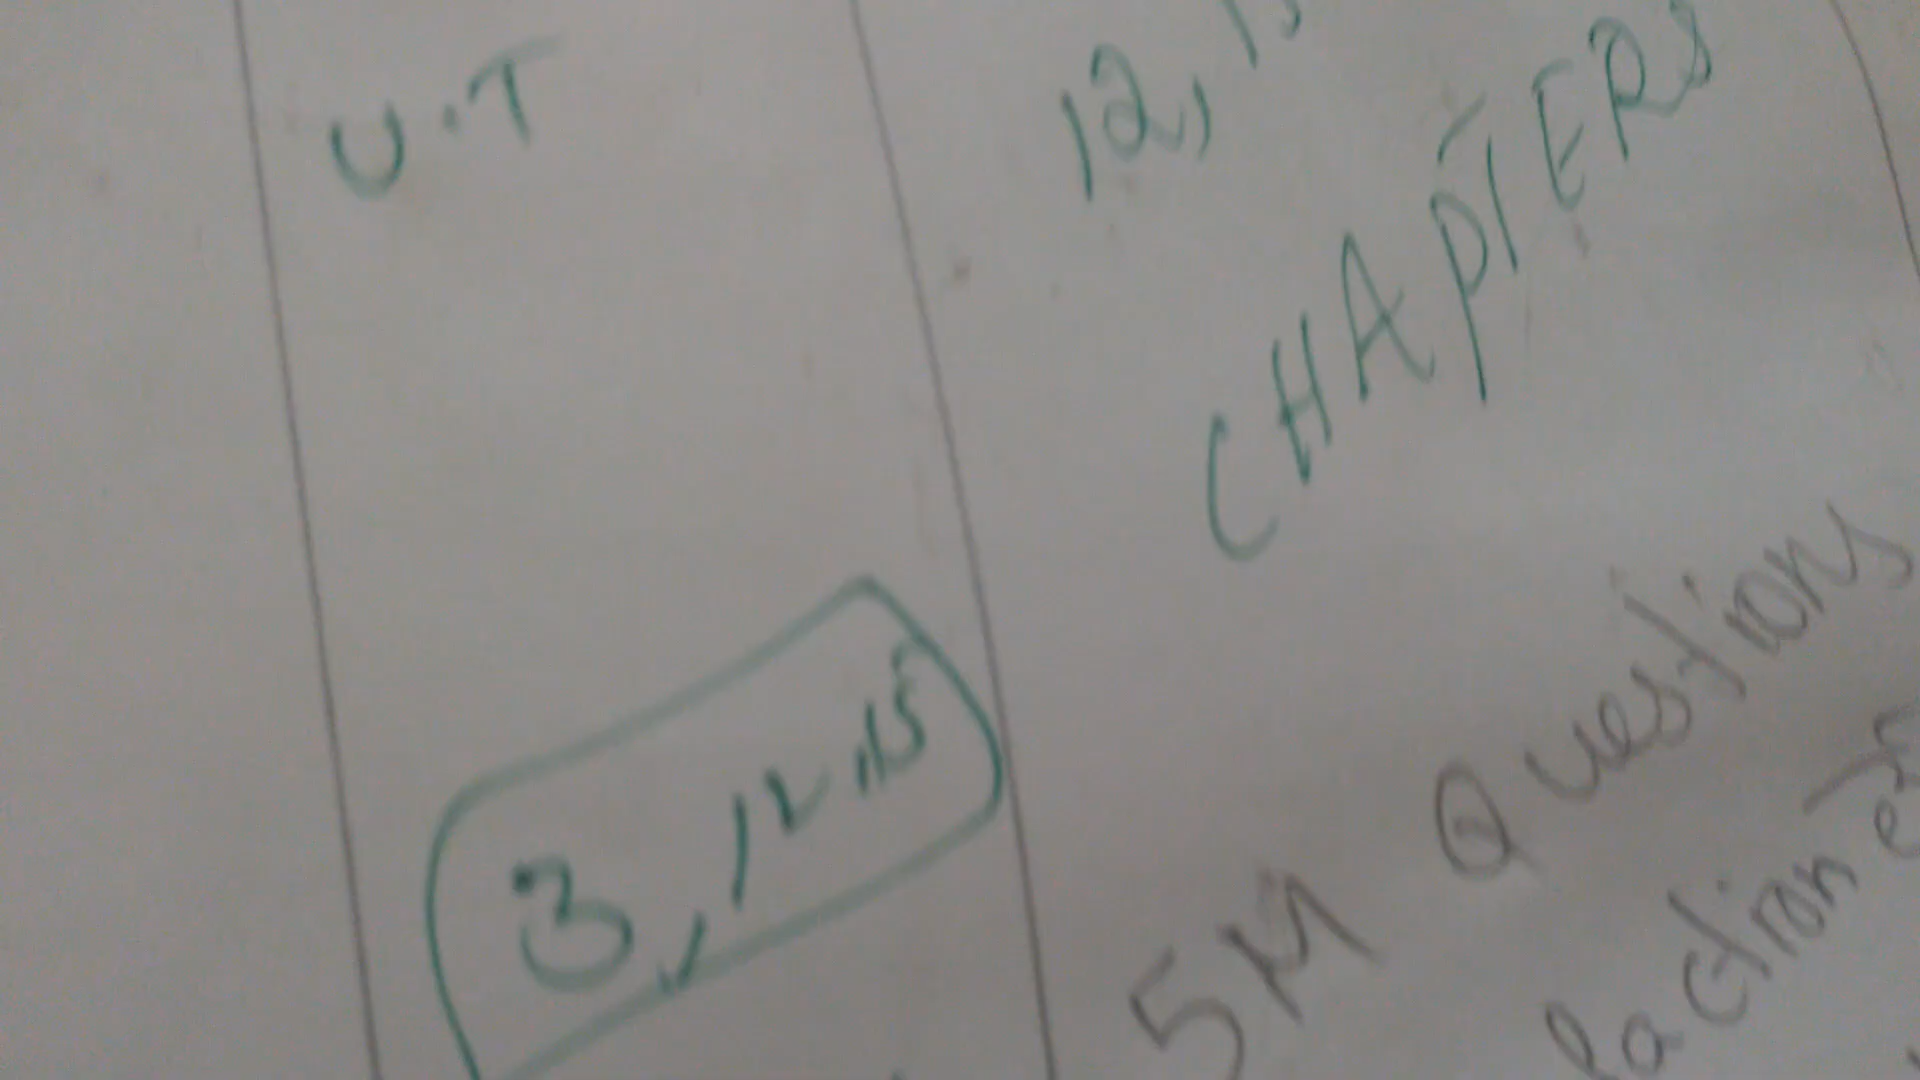 U.T
3, 12, 15
12,
CHAPTERS
5M Questions